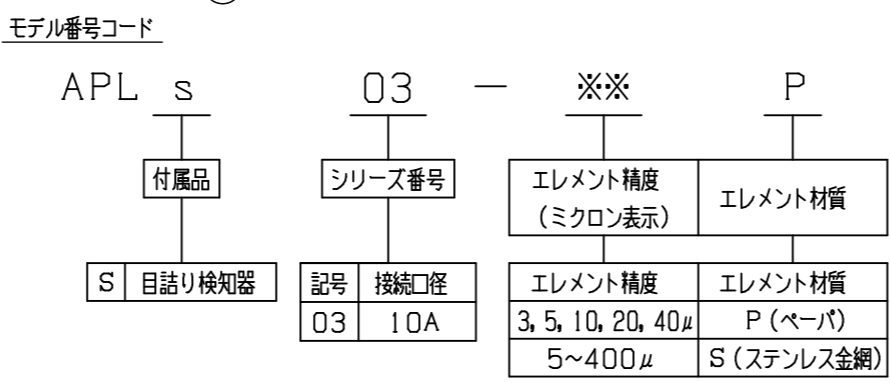 モデル番号コード
APL s 03 － ※※ P
付属品 シリーズ番号 エレメント精度 (ミクロン表示) エレメント材質
S 目詰り検知器 記号 接続口径 エレメント精度 エレメント材質
03 10A 3, 5, 10, 20, 40μ P (ペーパ)
5~400μ S (ステンレス金網)